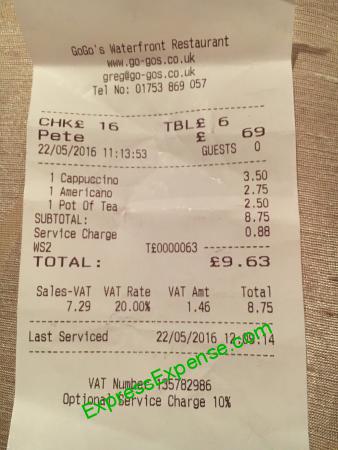 GoGo's Waterfront Restaurant
www.go-gos.co.uk
greg@go-gos.co.uk
Tel No: 01753 869 057
CHK£ 16 TBL£ 6
Pete £ 69
22/05/2016 11:13:53 GUESTS 0
1 Cappuccino 3.50
1 Americano 2.75
1 Pot Of Tea 2.50
SUBTOTAL: 8.75
Service Charge 0.88
WS2 T£0000063
TOTAL: £9.63
Sales-VAT VAT Rate VAT Amt Total
7.29 20.00% 1.46 8.75
Last Serviced 22/05/2016 12:09:14
VAT Number 135782986
Optional Service Charge 10%
ExpressExpense.com